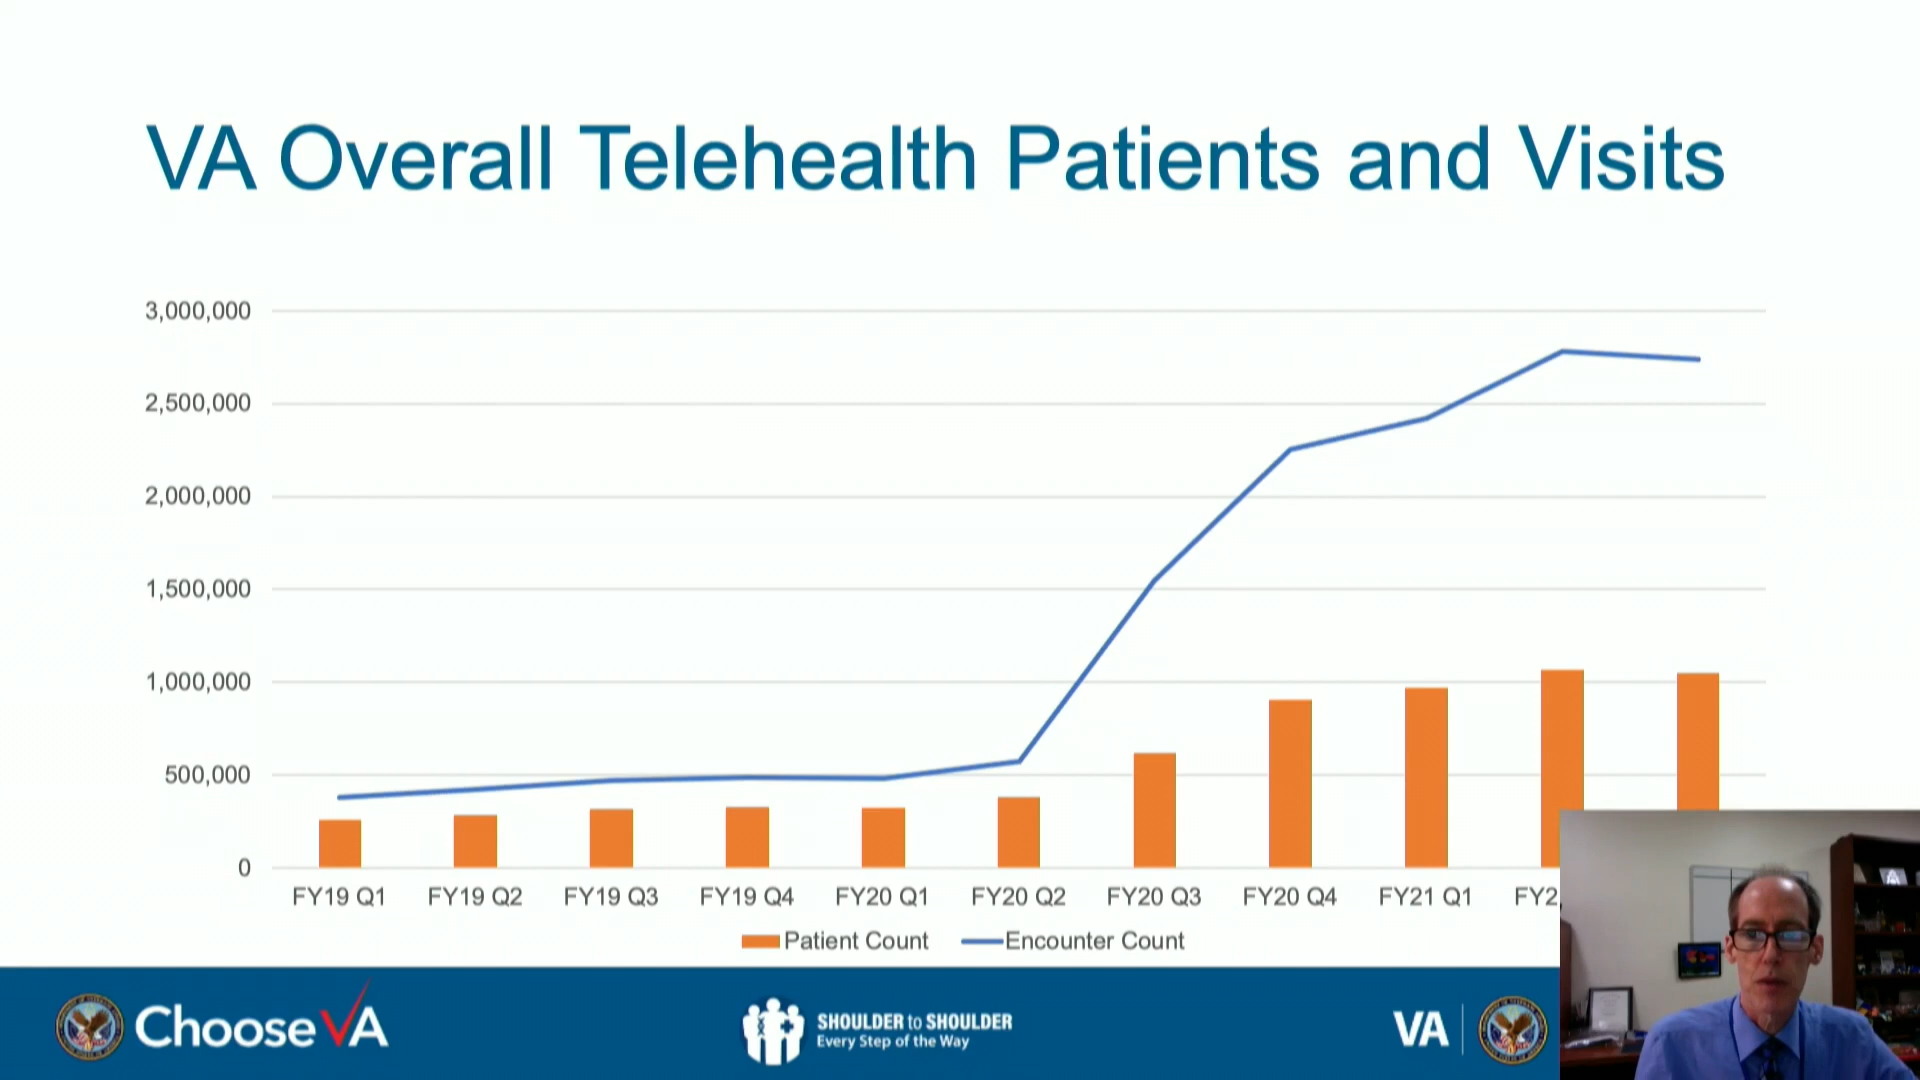 VA Overall Telehealth Patients and Visits
3,000,000
2,500,000
2,000,000
1,500,000
1,000,000
500,000
0
FY19 Q1 FY19 Q2 FY19 Q3 FY19 Q4 FY20 Q1 FY20 Q2 FY20 Q3 FY20 Q4 FY21 Q1 FY2
Patient Count Encounter Count
Choose VA
SHOULDER to SHOULDER
Every Step of the Way
VA